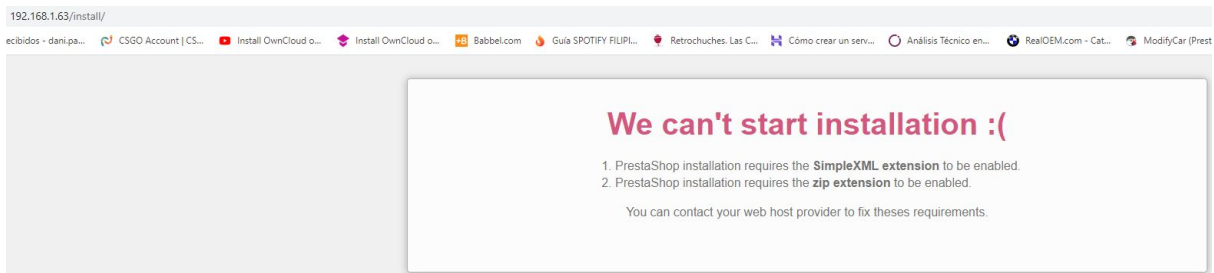 192.168.1.63/install/
ecibidos - dani.pa... CSGO Account | CS... Install OwnCloud o... Install OwnCloud o... +B Babbel.com Guía SPOTIFY FILIPI... Retrochuches. Las C... Cómo crear un serv... Análisis Técnico en... RealOEM.com - Cat... ModifyCar (Prest
We can't start installation :(
1. PrestaShop installation requires the SimpleXML extension to be enabled.
2. PrestaShop installation requires the zip extension to be enabled.
You can contact your web host provider to fix theses requirements.